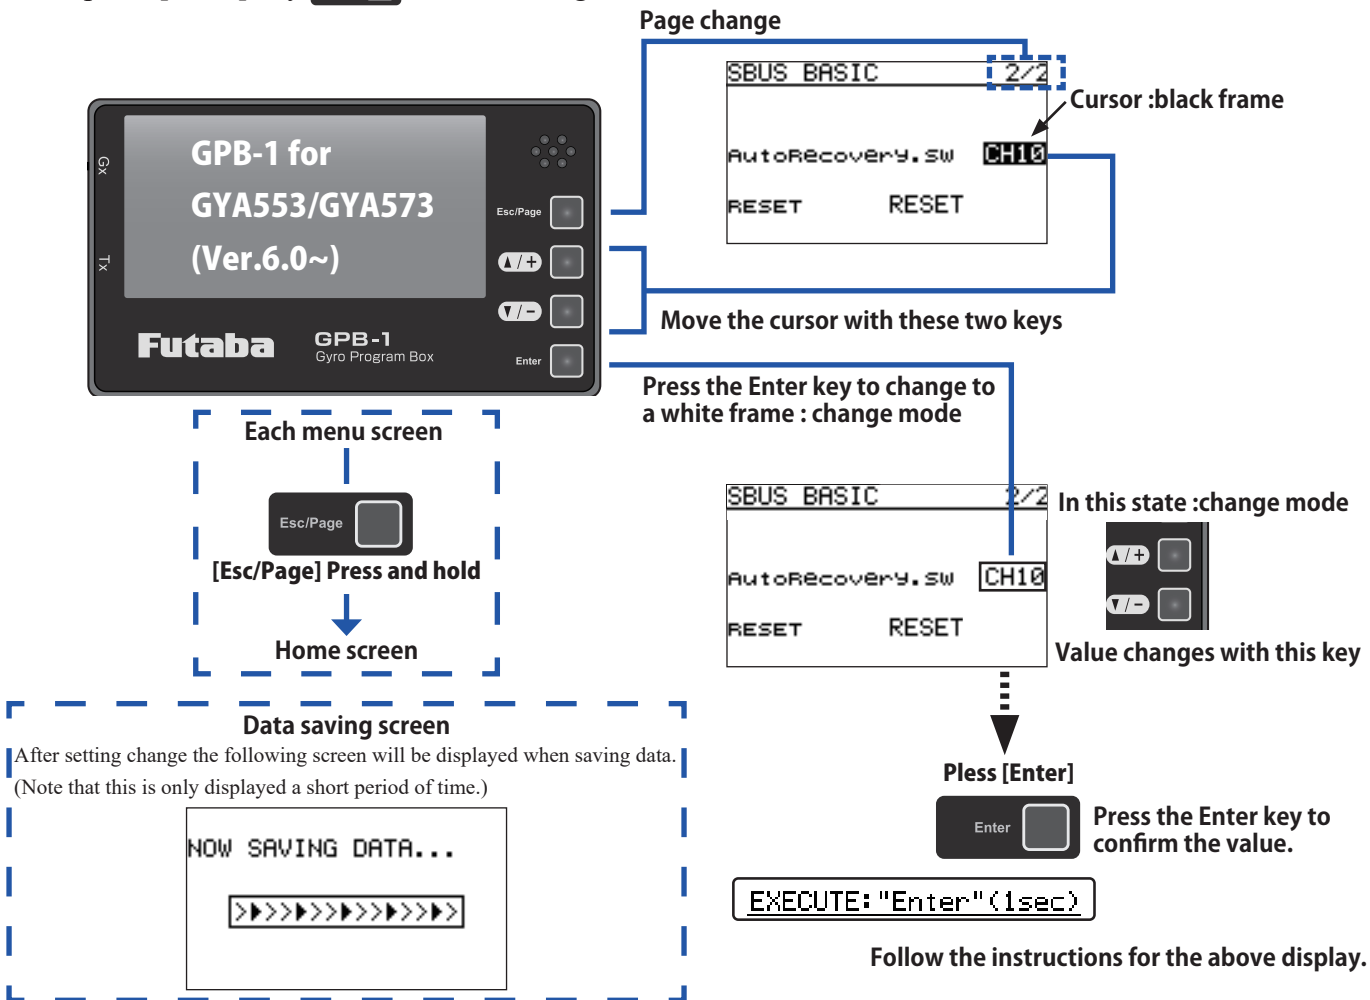 Page change
SBUS BASIC 2/2
Cursor :black frame
AutoRecovery.SW CH10
RESET RESET
Gx
Tx
GPB-1 for
GYA553/GYA573
(Ver.6.0~)
Esc/Page
▲/+
▼/-
Enter
Futaba
GPB-1
Gyro Program Box
Move the cursor with these two keys
Press the Enter key to change to
a white frame : change mode
Each menu screen
Esc/Page
[Esc/Page] Press and hold
Home screen
SBUS BASIC 2/2
AutoRecovery.SW CH10
RESET RESET
In this state :change mode
▲/+
▼/-
Value changes with this key
Data saving screen
After setting change the following screen will be displayed when saving data.
(Note that this is only displayed a short period of time.)
NOW SAVING DATA...
Pless [Enter]
Enter
Press the Enter key to
confirm the value.
EXECUTE:"Enter"(1sec)
Follow the instructions for the above display.